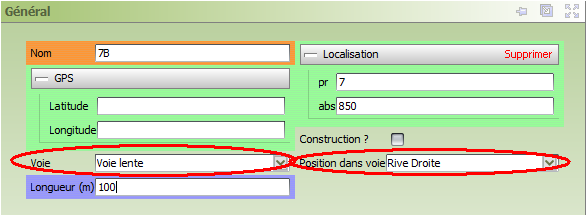 Général
Nom 7B
Localisation Supprimer
GPS
pr 7
Latitude
abs 850
Longitude
Construction ?
Voie Voie lente
Position dans voie Rive Droite
Longueur (m) 100